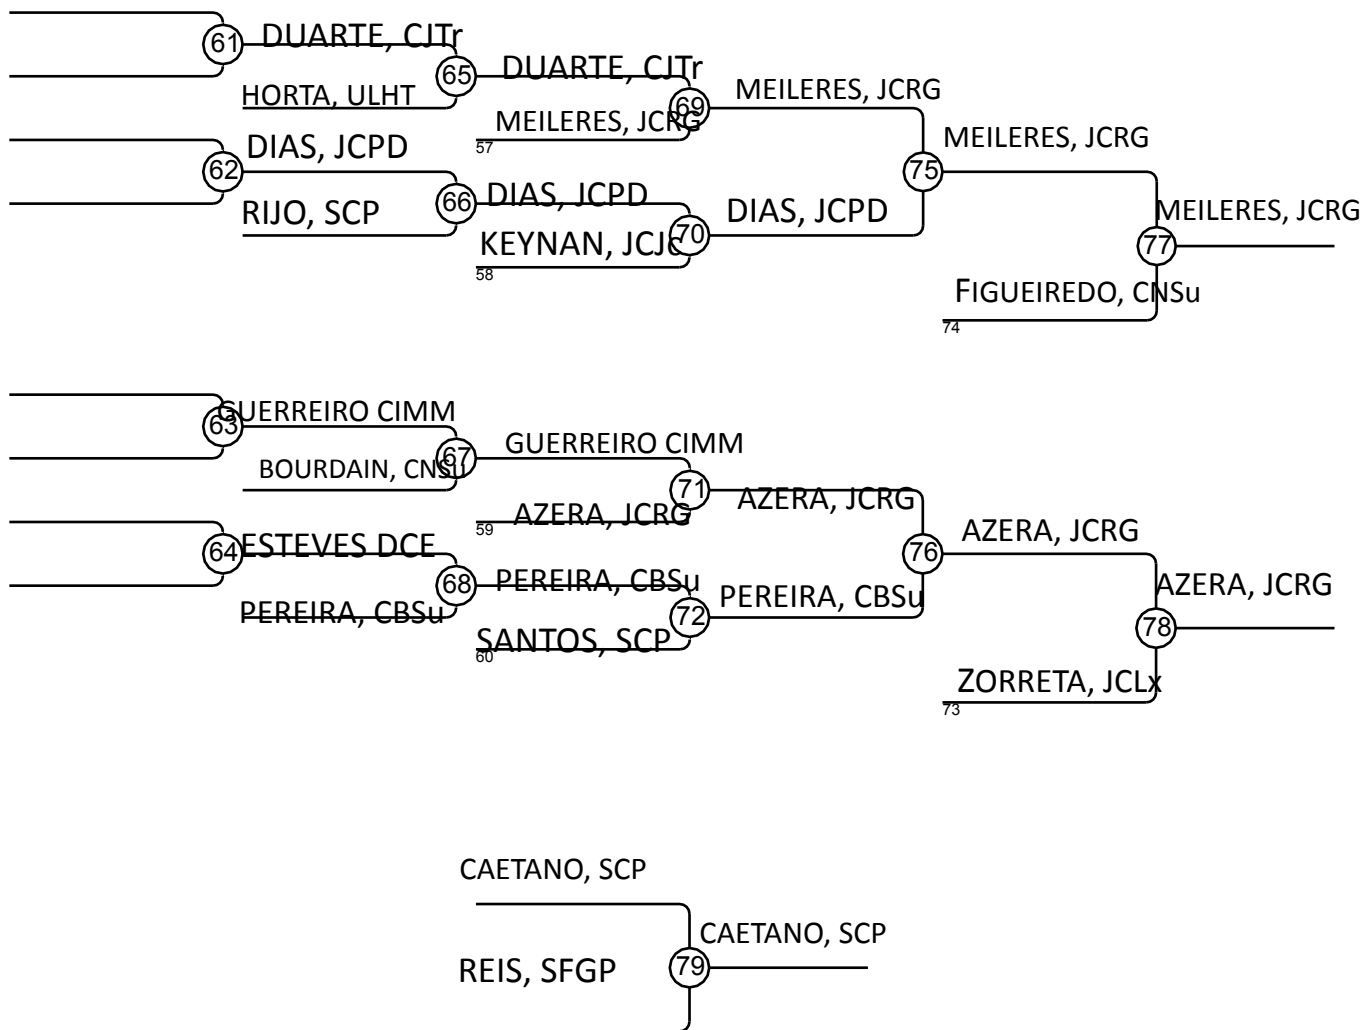 61 DUARTE, CJTr
65 DUARTE, CJTr
HORTA, ULHT
69 MEILERES, JCRG
MEILERES, JCRG
57
DIAS, JCPD
MEILERES, JCRG
62
75
RIJO, SCP
66 DIAS, JCPD
70 DIAS, JCPD
MEILERES, JCRG
KEYNAN, JCJc
58
77
FIGUEIREDO, CNSu
74
63 GUERREIRO CIMM
67 GUERREIRO CIMM
BOURDAIN, CNSu
71 AZERA, JCRG
59 AZERA, JCRG
AZERA, JCRG
64 ESTEVES DCE
76
68 PEREIRA, CBSu
PEREIRA, CBSu
AZERA, JCRG
PEREIRA, CBSu
72
78
SANTOS, SCP
60
ZORRETA, JCLx
73
CAETANO, SCP
CAETANO, SCP
REIS, SFGP
79